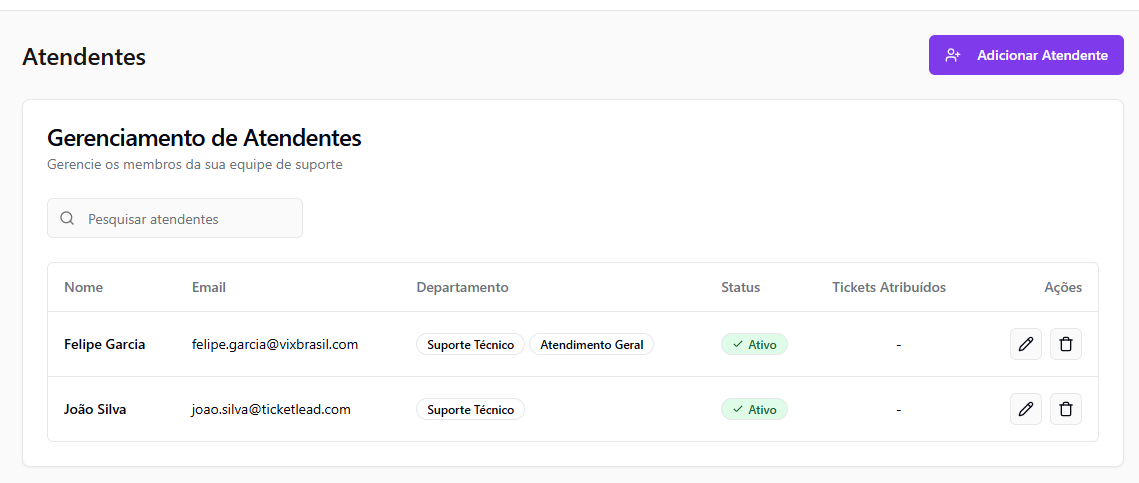 Atendentes
Adicionar Atendente
Gerenciamento de Atendentes
Gerencie os membros da sua equipe de suporte
Pesquisar atendentes
Nome Email Departamento Status Tickets Atribuídos Ações
Felipe Garcia felipe.garcia@vixbrasil.com Suporte Técnico Atendimento Geral Ativo -
João Silva joao.silva@ticketlead.com Suporte Técnico Ativo -